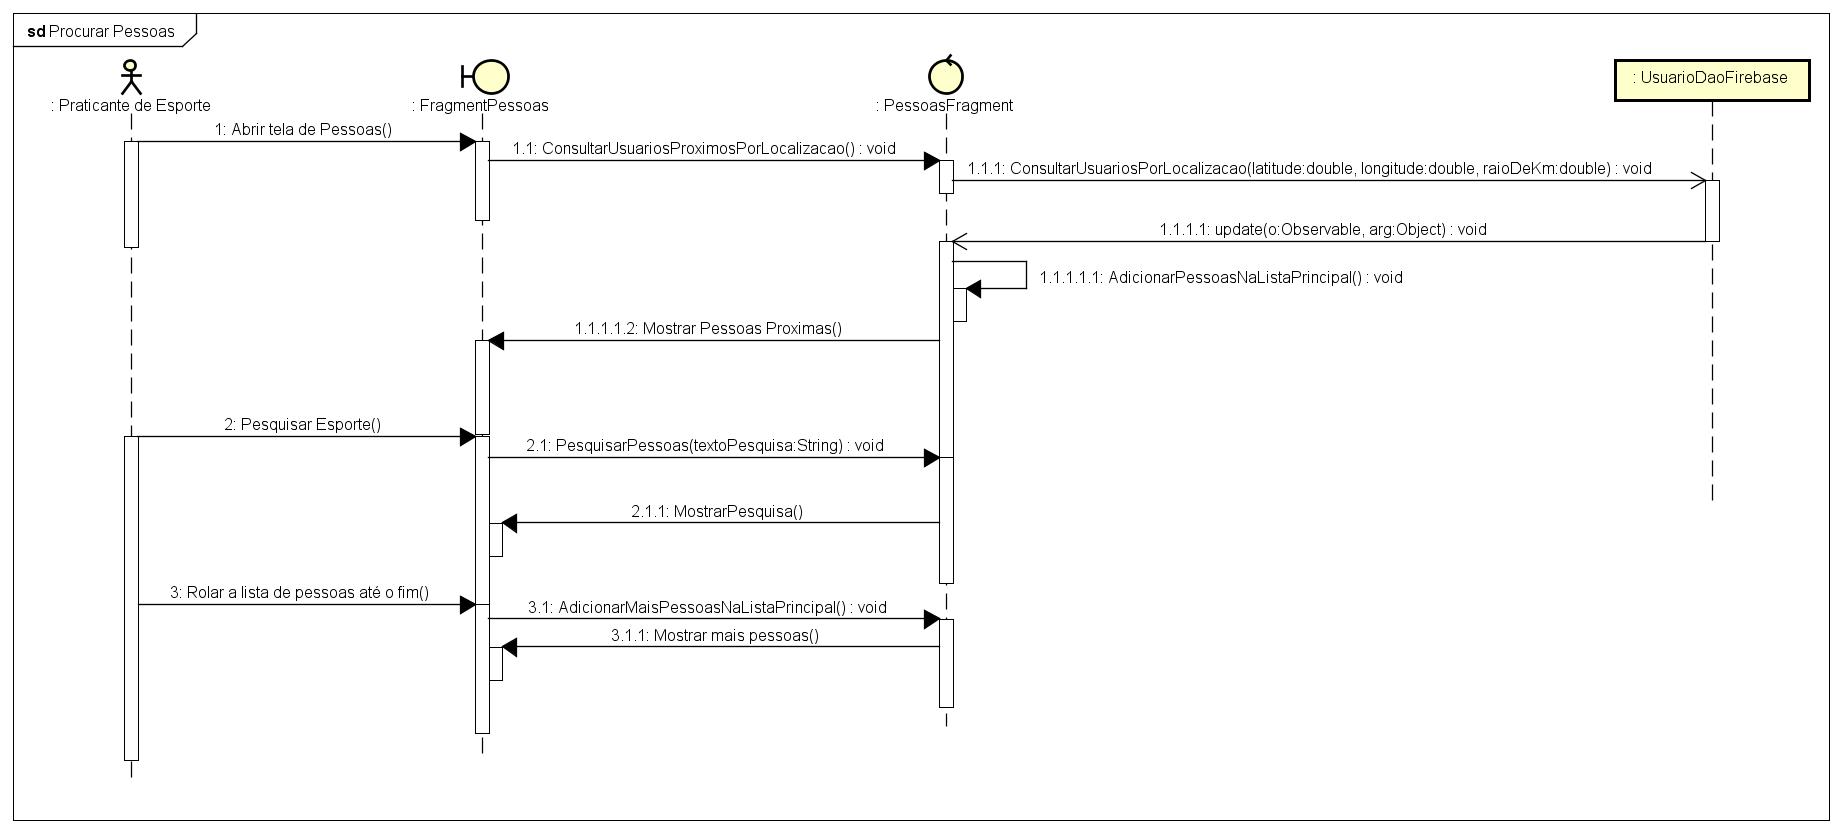 sd Procurar Pessoas
: Praticante de Esporte
: FragmentPessoas
: PessoasFragment
: UsuarioDaoFirebase
1: Abrir tela de Pessoas()
1.1: ConsultarUsuariosProximosPorLocalizacao() : void
1.1.1: ConsultarUsuariosPorLocalizacao(latitude:double, longitude:double, raioDeKm:double) : void
1.1.1.1: update(o:Observable, arg:Object) : void
1.1.1.1.1: AdicionarPessoasNaListaPrincipal() : void
1.1.1.1.2: Mostrar Pessoas Proximas()
2: Pesquisar Esporte()
2.1: PesquisarPessoas(textoPesquisa:String) : void
2.1.1: MostrarPesquisa()
3: Rolar a lista de pessoas até o fim()
3.1: AdicionarMaisPessoasNaListaPrincipal() : void
3.1.1: Mostrar mais pessoas()